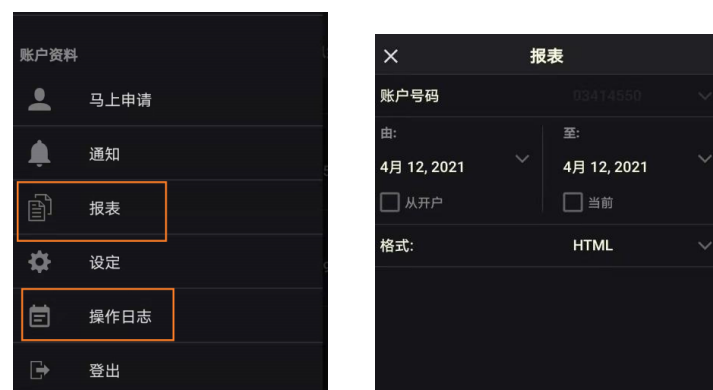 账户资料
马上申请
通知
报表
设定
操作日志
登出
报表
账户号码 03414550
由: 至:
4月 12, 2021 4月 12, 2021
从开户 当前
格式: HTML